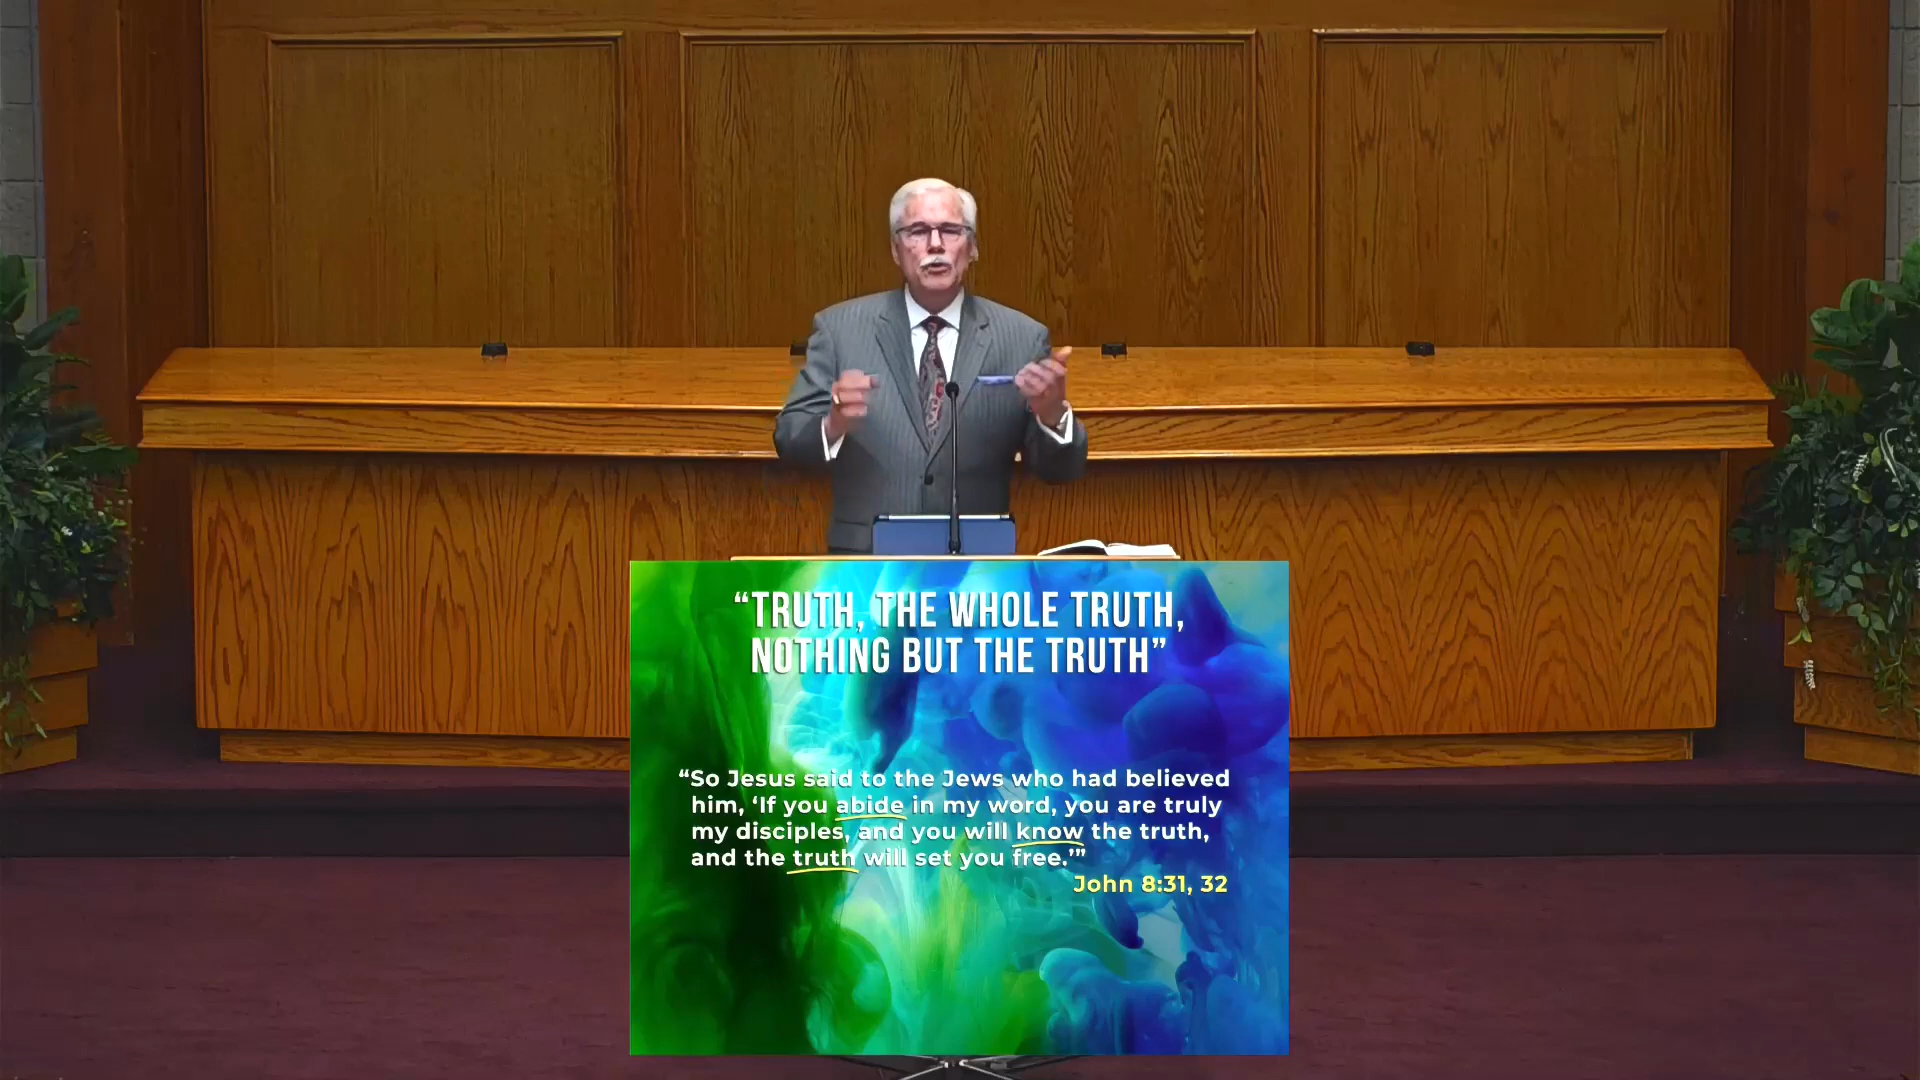 “TRUTH, THE WHOLE TRUTH,
NOTHING BUT THE TRUTH”
“So Jesus said to the Jews who had believed
him, ‘If you abide in my word, you are truly
my disciples, and you will know the truth,
and the truth will set you free.’”
John 8:31, 32